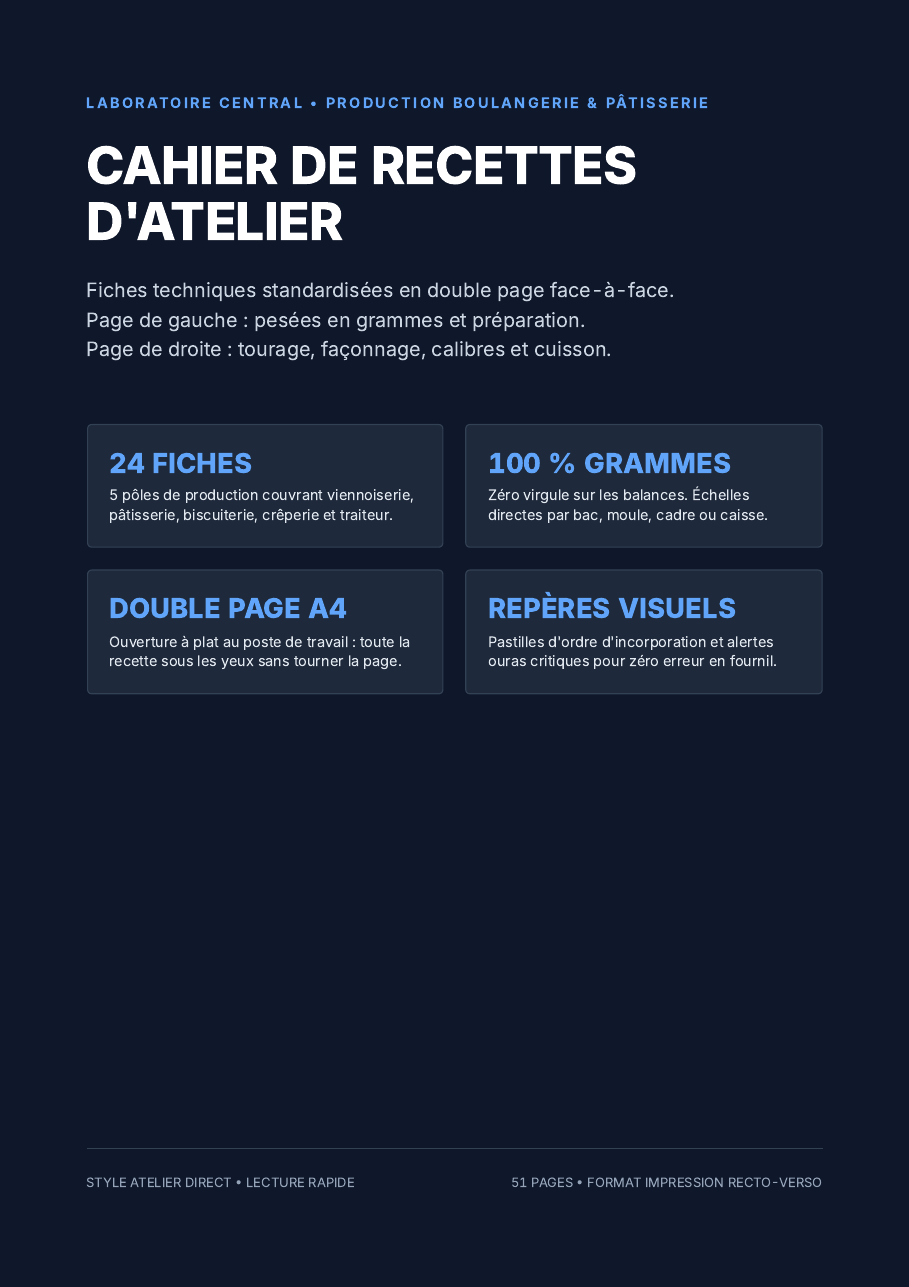 LABORATOIRE CENTRAL • PRODUCTION BOULANGERIE & PÂTISSERIE
CAHIER DE RECETTES
D'ATELIER
Fiches techniques standardisées en double page face-à-face.
Page de gauche : pesées en grammes et préparation.
Page de droite : tourage, façonnage, calibres et cuisson.
24 FICHES
5 pôles de production couvrant viennoiserie,
pâtisserie, biscuiterie, crêperie et traiteur.
100 % GRAMMES
Zéro virgule sur les balances. Échelles
directes par bac, moule, cadre ou caisse.
DOUBLE PAGE A4
Ouverture à plat au poste de travail : toute la
recette sous les yeux sans tourner la page.
REPÈRES VISUELS
Pastilles d'ordre d'incorporation et alertes
ouras critiques pour zéro erreur en fournil.
STYLE ATELIER DIRECT • LECTURE RAPIDE
51 PAGES • FORMAT IMPRESSION RECTO-VERSO